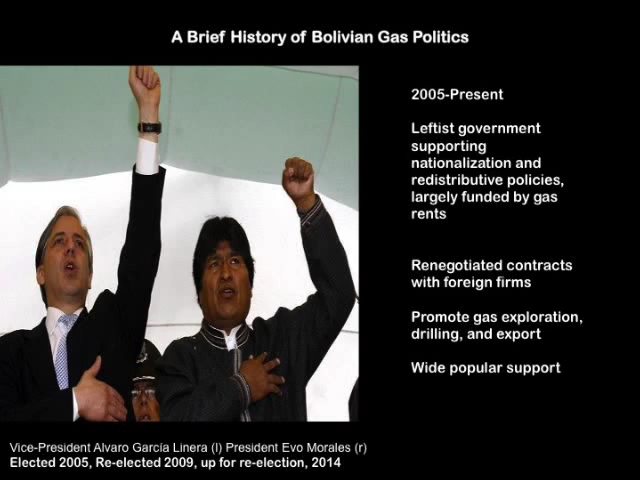 A Brief History of Bolivian Gas Politics
2005-Present
Leftist government
supporting
nationalization and
redistributive policies,
largely funded by gas
rents
Renegotiated contracts
with foreign firms
Promote gas exploration,
drilling, and export
Wide popular support
Vice-President Alvaro García Linera (l) President Evo Morales (r)
Elected 2005, Re-elected 2009, up for re-election, 2014